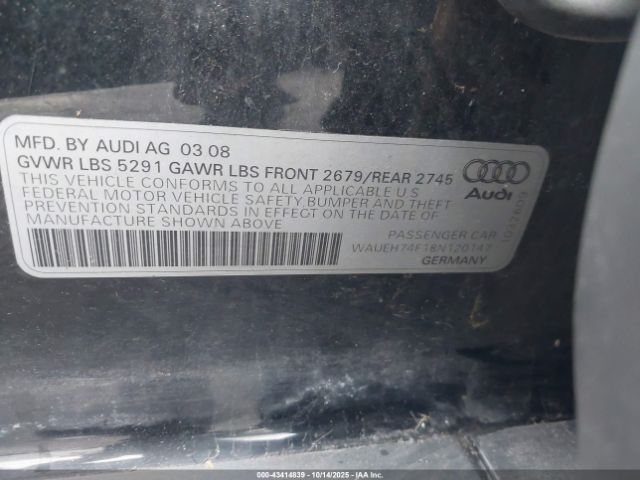 MFD. BY AUDI AG 03 08
GVWR LBS 5291 GAWR LBS FRONT 2679/REAR 2745
THIS VEHICLE CONFORMS TO ALL APPLICABLE U S
FEDERAL MOTOR VEHICLE SAFETY BUMPER AND THEFT
PREVENTION STANDARDS IN EFFECT ON THE DATE OF
MANUFACTURE SHOWN ABOVE
PASSENGER CAR
GERMANY
Audi
000-43414839 - 10/14/2025 - © IAA Inc.